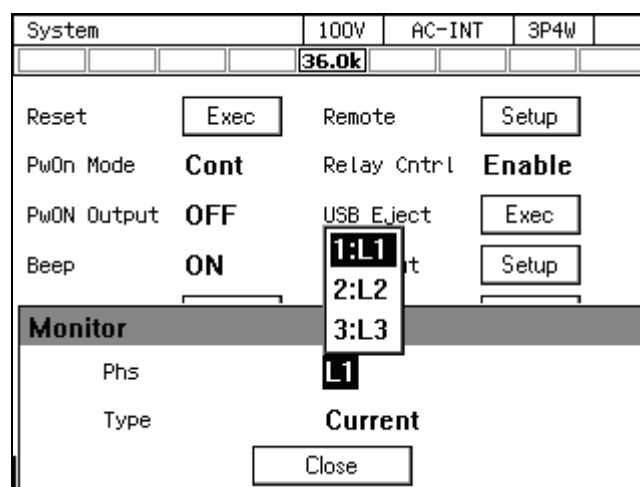 System 100V AC-INT 3P4W
36.0k
Reset Exec Remote Setup
PwOn Mode Cont Relay Cntrl Enable
PwON Output OFF USB Eject Exec
Beep ON Setup
1:L1
2:L2
3:L3
Monitor
Phs L1
Type Current
Close